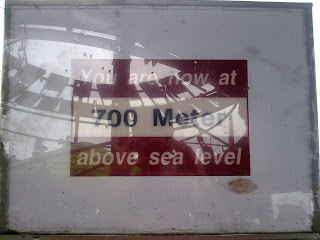 You are now at
700 Meter
above sea level